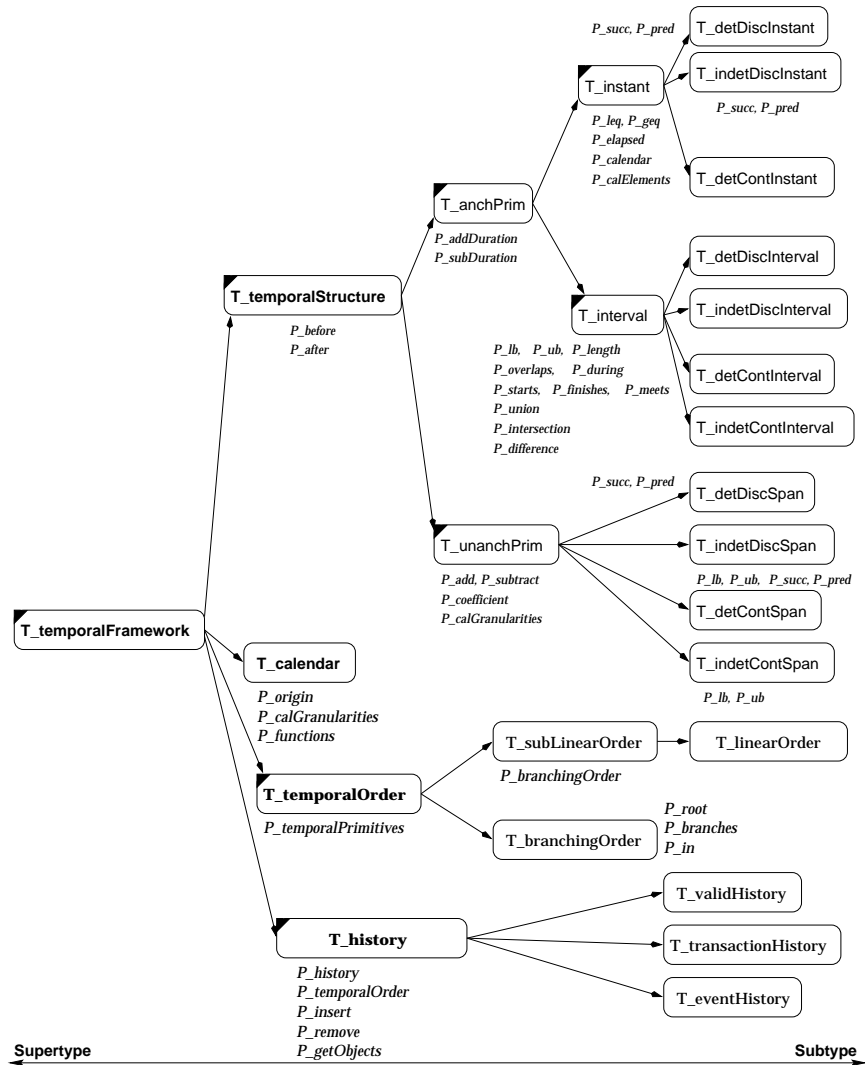 P_succ, P_pred
T_detDiscInstant
T_indetDiscInstant
P_succ, P_pred
T_instant
P_leq, P_geq
P_elapsed
P_calendar
P_calElements
T_detContInstant
T_anchPrim
P_addDuration
P_subDuration
T_temporalStructure
P_before
P_after
T_interval
P_lb, P_ub, P_length
P_overlaps, P_during
P_starts, P_finishes, P_meets
P_union
P_intersection
P_difference
T_detDiscInterval
T_indetDiscInterval
T_detContInterval
T_indetContInterval
P_succ, P_pred
T_detDiscSpan
T_unanchPrim
P_add, P_subtract
P_coefficient
P_calGranularities
T_indetDiscSpan
P_lb, P_ub, P_succ, P_pred
T_detContSpan
T_indetContSpan
P_lb, P_ub
T_temporalFramework
T_calendar
P_origin
P_calGranularities
P_functions
T_temporalOrder
P_temporalPrimitives
T_subLinearOrder
P_branchingOrder
T_linearOrder
T_branchingOrder
P_root
P_branches
P_in
T_history
P_history
P_temporalOrder
P_insert
P_remove
P_getObjects
T_validHistory
T_transactionHistory
T_eventHistory
Supertype
Subtype